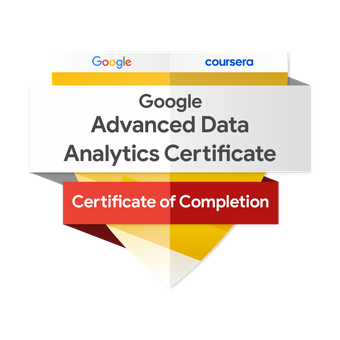 Google coursera
Google
Advanced Data
Analytics Certificate
Certificate of Completion